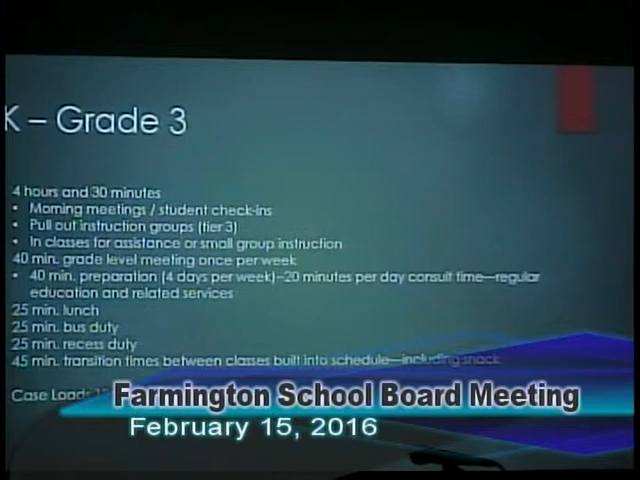 K – Grade 3
4 hours and 30 minutes
• Morning meetings / student check-ins
• Pull out instruction groups (tier 3)
• In classes for assistance or small group instruction
40 min. grade level meeting once per week
• 40 min. preparation (4 days per week)–20 minutes per day consult time—regular
education and related services
25 min. lunch
25 min. bus duty
25 min. recess duty
45 min. transition times between classes built into schedule—including snack
Case Load:
Farmington School Board Meeting
February 15, 2016